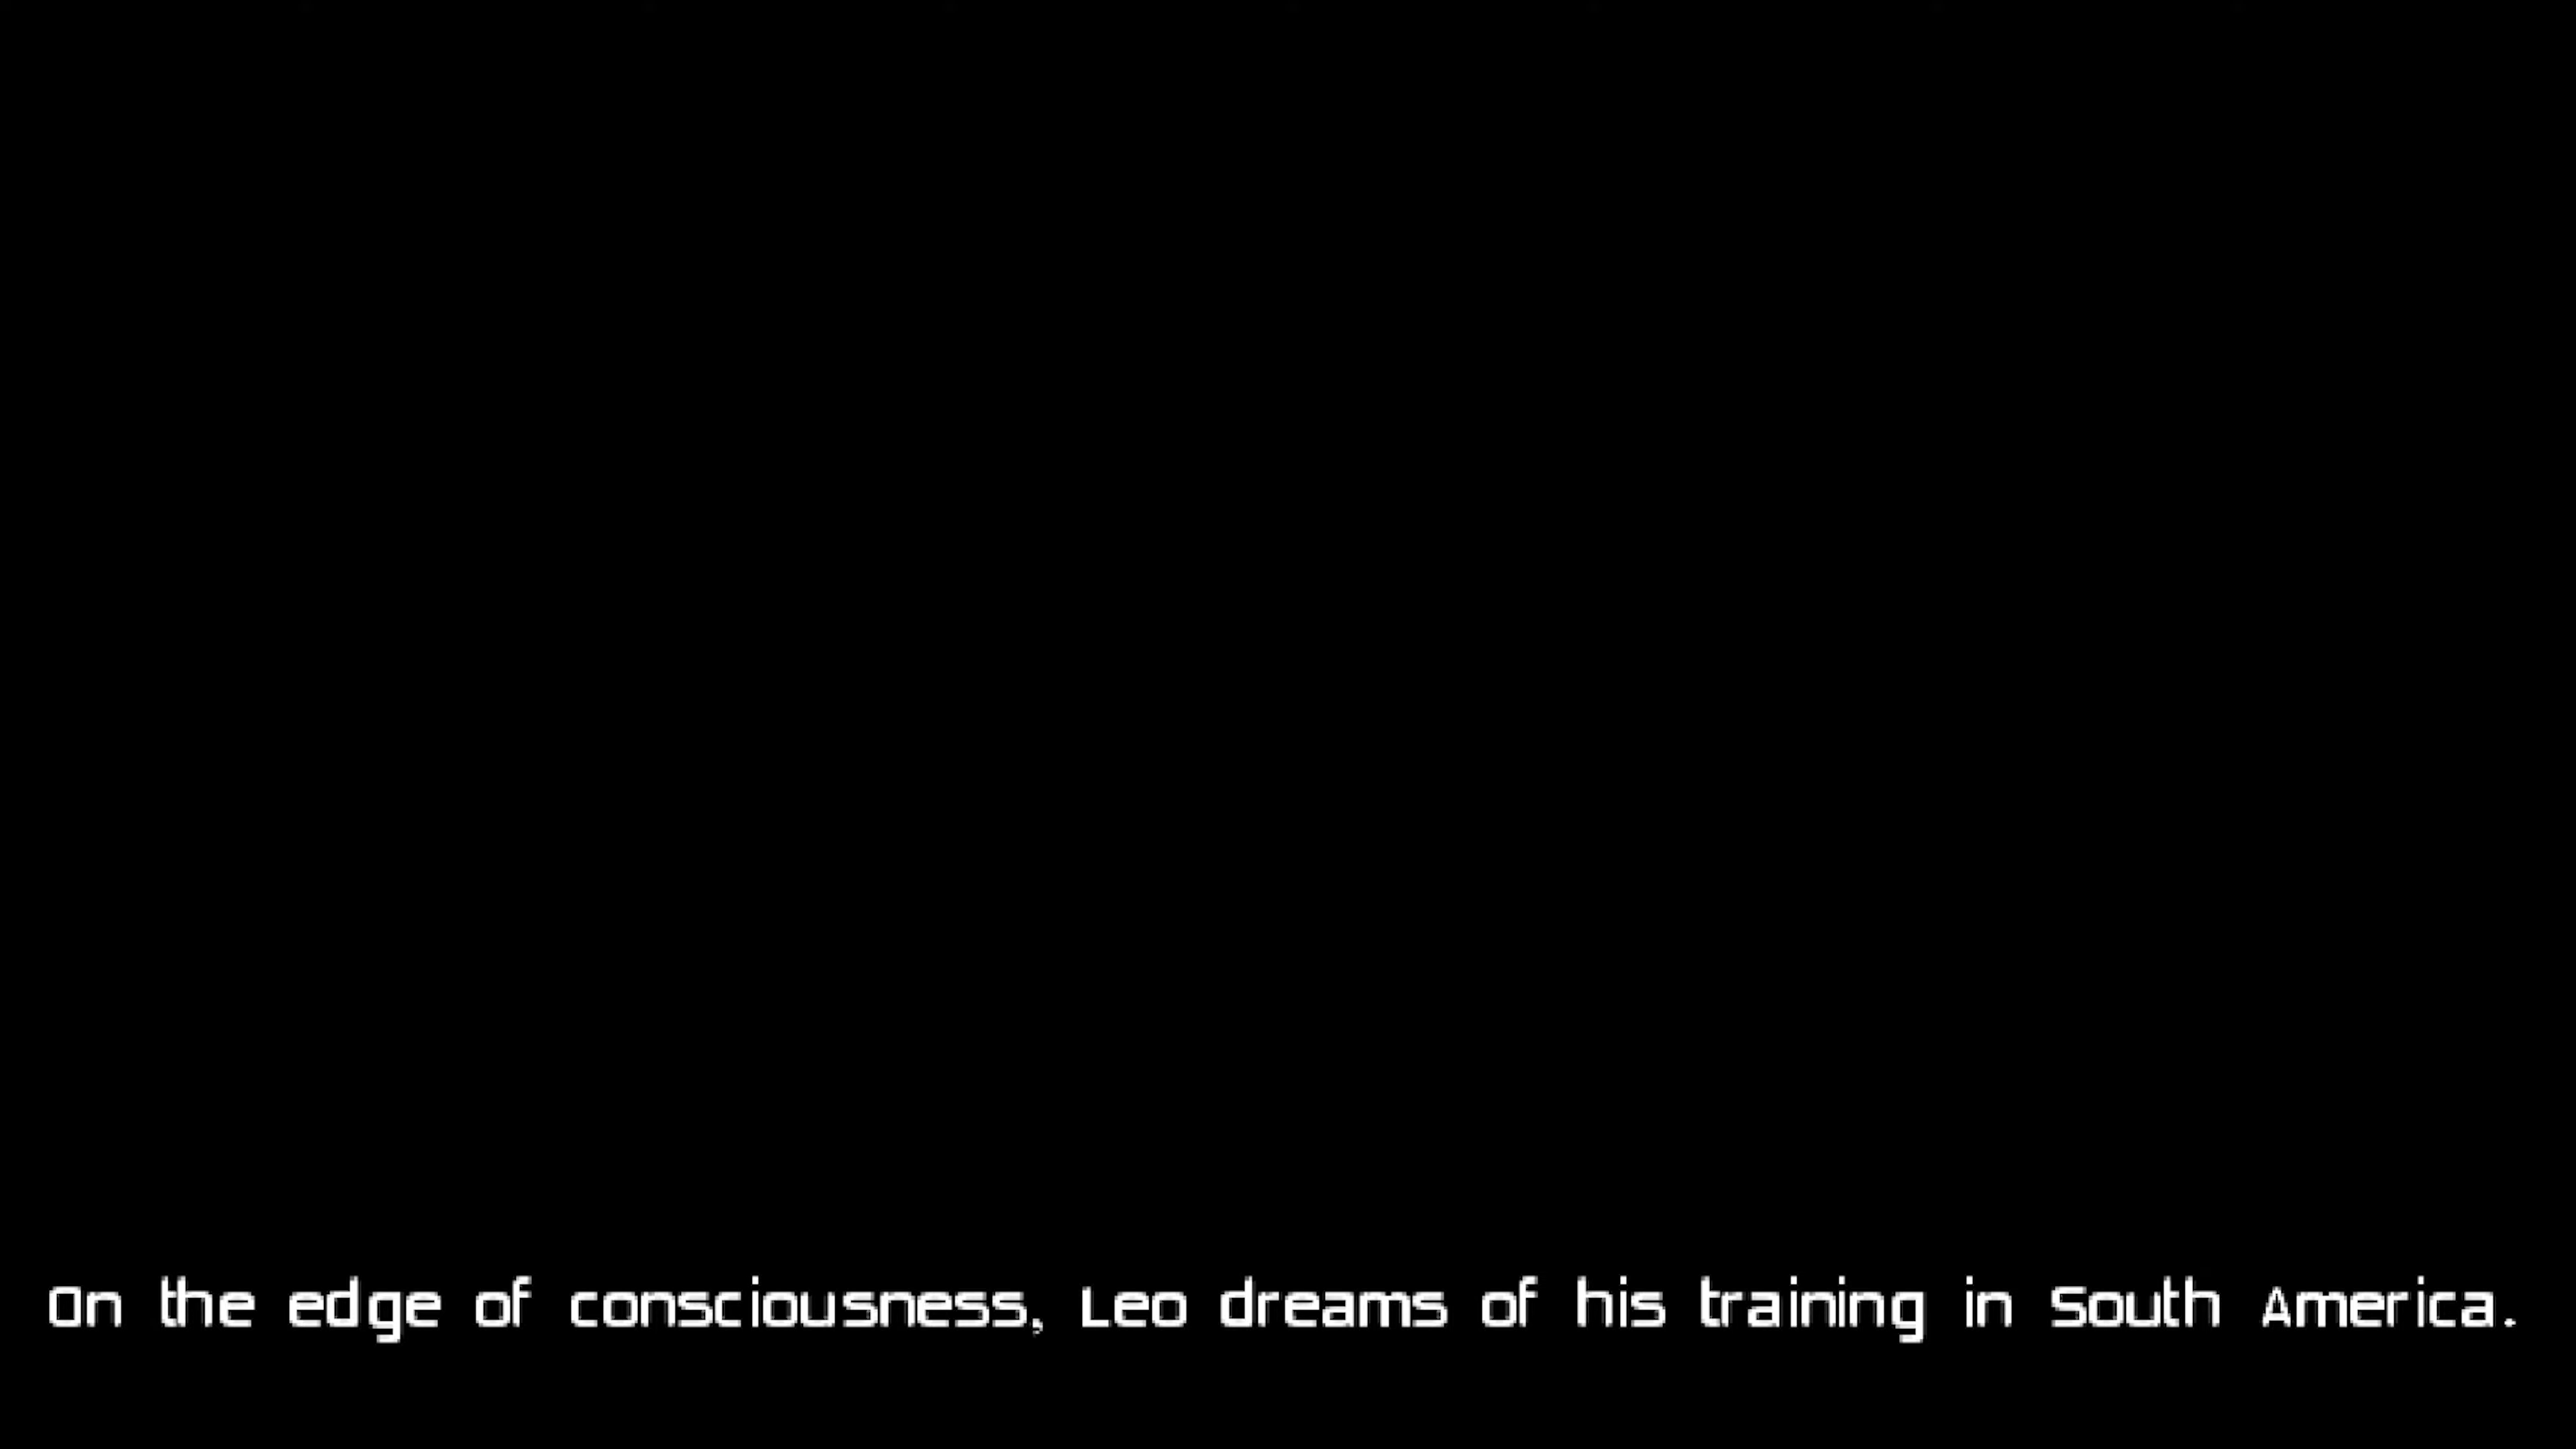 On the edge of consciousness, Leo dreams of his training in South America.